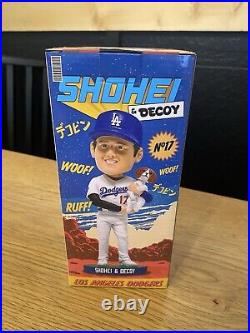 SHOHEI
& DECOY
デコピン
Nº17
WOOF!
WOOF!
デコピン
RUFF!
LA
Dodgers
17
SHOHEI & DECOY
LOS ANGELES DODGERS